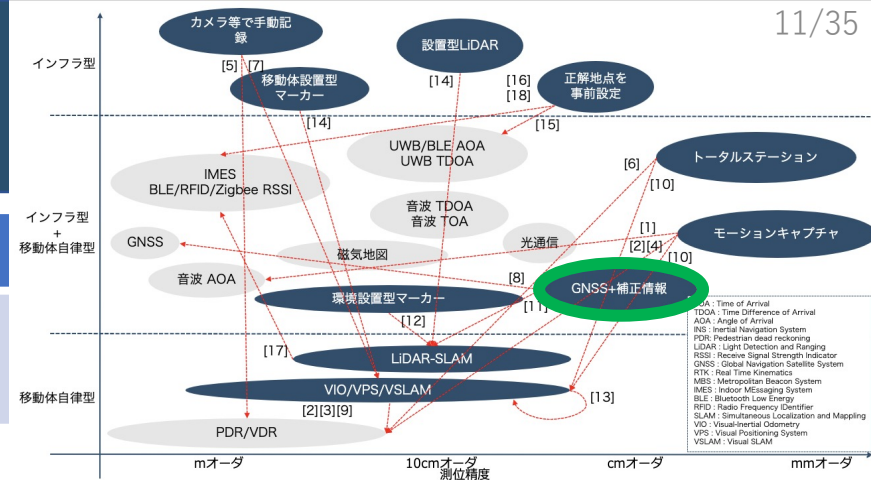 11/35
カメラ等で手動記
録
設置型LiDAR
インフラ型
[5]
[7]
移動体設置型
マーカー
[14]
[16]
[18]
正解地点を
事前設定
[14]
[15]
UWB/BLE AOA
UWB TDOA
[6]
トータルステーション
IMES
BLE/RFID/Zigbee RSSI
[10]
音波 TDOA
音波 TOA
インフラ型
+
移動体自律型
[1]
モーションキャプチャ
GNSS
光通信
[2][4]
磁気地図
[10]
音波 AOA
[8]
GNSS+補正情報
環境設置型マーカー
[11]
[12]
OA : Time of Arrival
TDOA : Time Difference of Arrival
AOA : Angle of Arrival
INS : Inertial Navigation System
PDR: Pedestrian dead reckoning
LiDAR : Light Detection and Ranging
RSSI : Receive Signal Strength Indicator
GNSS : Global Navigation Satellite System
RTK : Real Time Kinematics
MBS : Metropolitan Beacon System
IMES : Indoor MEssaging System
BLE : Bluetooth Low Energy
RFID : Radio Frequency IDentifier
SLAM : Simultaneous Localization and Mapping
VIO : Visual-Inertial Odometry
VPS : Visual Positioning System
VSLAM : Visual SLAM
[17]
LiDAR-SLAM
移動体自律型
VIO/VPS/VSLAM
[13]
[2][3][9]
PDR/VDR
mオーダ
10cmオーダ
cmオーダ
mmオーダ
測位精度